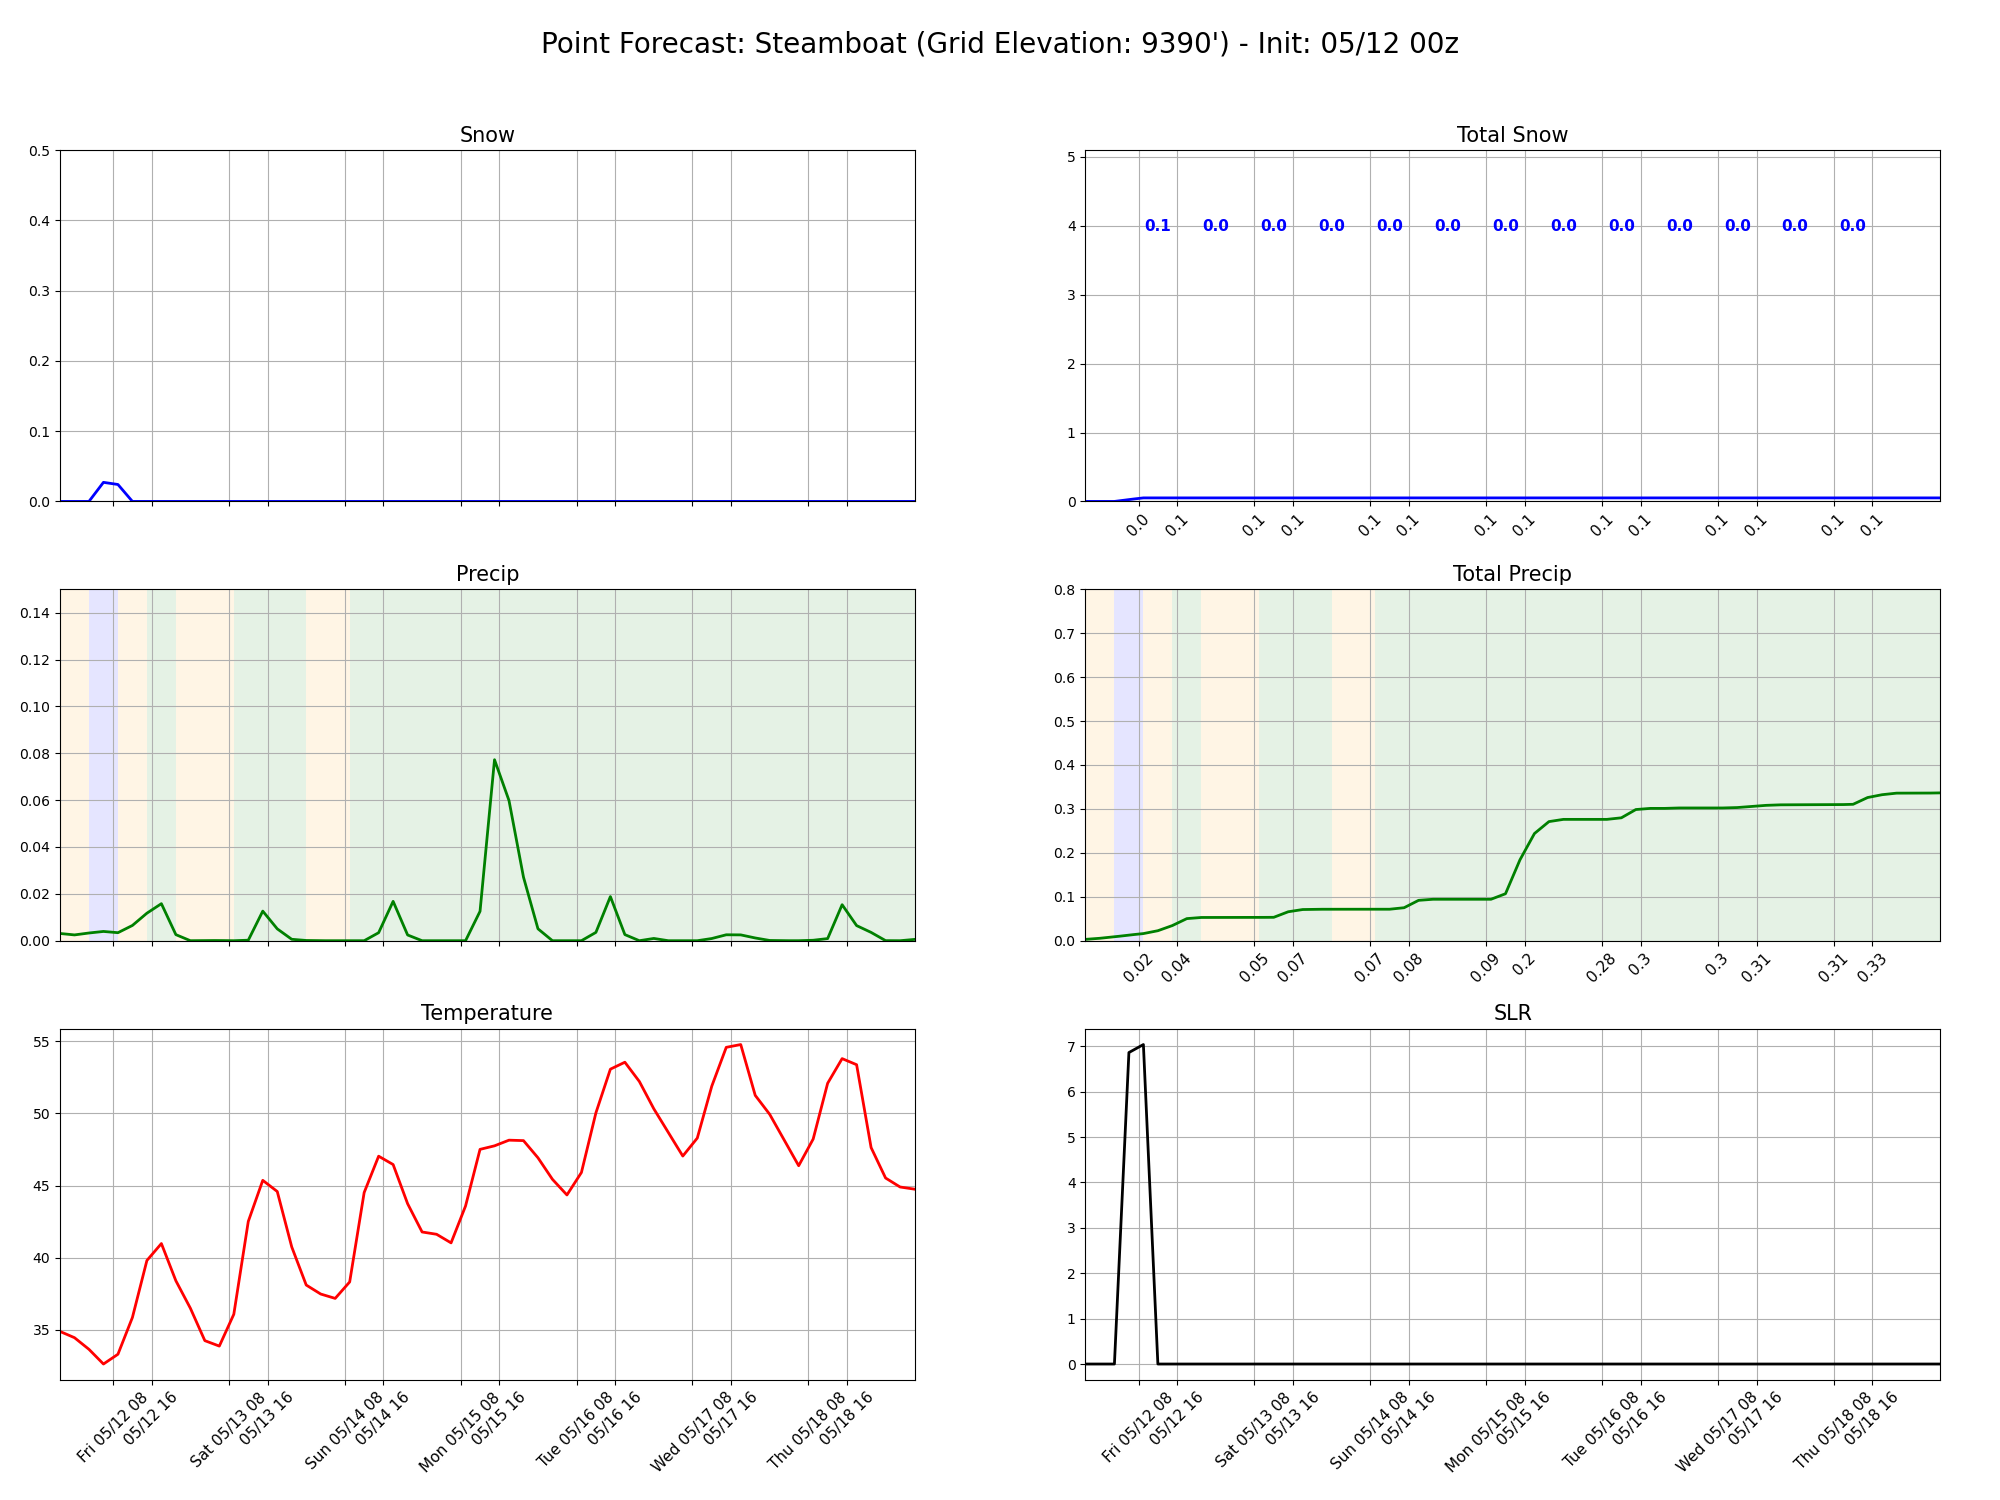 Point Forecast: Steamboat (Grid Elevation: 9390') - Init: 05/12 00z
Snow
0.5
0.4
0.3
0.2
0.1
0.0
Total Snow
5
4
3
2
1
0
0.1 0.0 0.0 0.0 0.0 0.0 0.0 0.0 0.0 0.0 0.0 0.0 0.0
0.0 0.1 0.1 0.1 0.1 0.1 0.1 0.1 0.1 0.1 0.1 0.1 0.1 0.1
Precip
0.14
0.12
0.10
0.08
0.06
0.04
0.02
0.00
Total Precip
0.8
0.7
0.6
0.5
0.4
0.3
0.2
0.1
0.0
0.02 0.04 0.05 0.07 0.07 0.08 0.09 0.2 0.28 0.3 0.3 0.31 0.31 0.33
Temperature
55
50
45
40
35
Fri 05/12 08
05/12 16
Sat 05/13 08
05/13 16
Sun 05/14 08
05/14 16
Mon 05/15 08
05/15 16
Tue 05/16 08
05/16 16
Wed 05/17 08
05/17 16
Thu 05/18 08
05/18 16
SLR
7
6
5
4
3
2
1
0
Fri 05/12 08
05/12 16
Sat 05/13 08
05/13 16
Sun 05/14 08
05/14 16
Mon 05/15 08
05/15 16
Tue 05/16 08
05/16 16
Wed 05/17 08
05/17 16
Thu 05/18 08
05/18 16